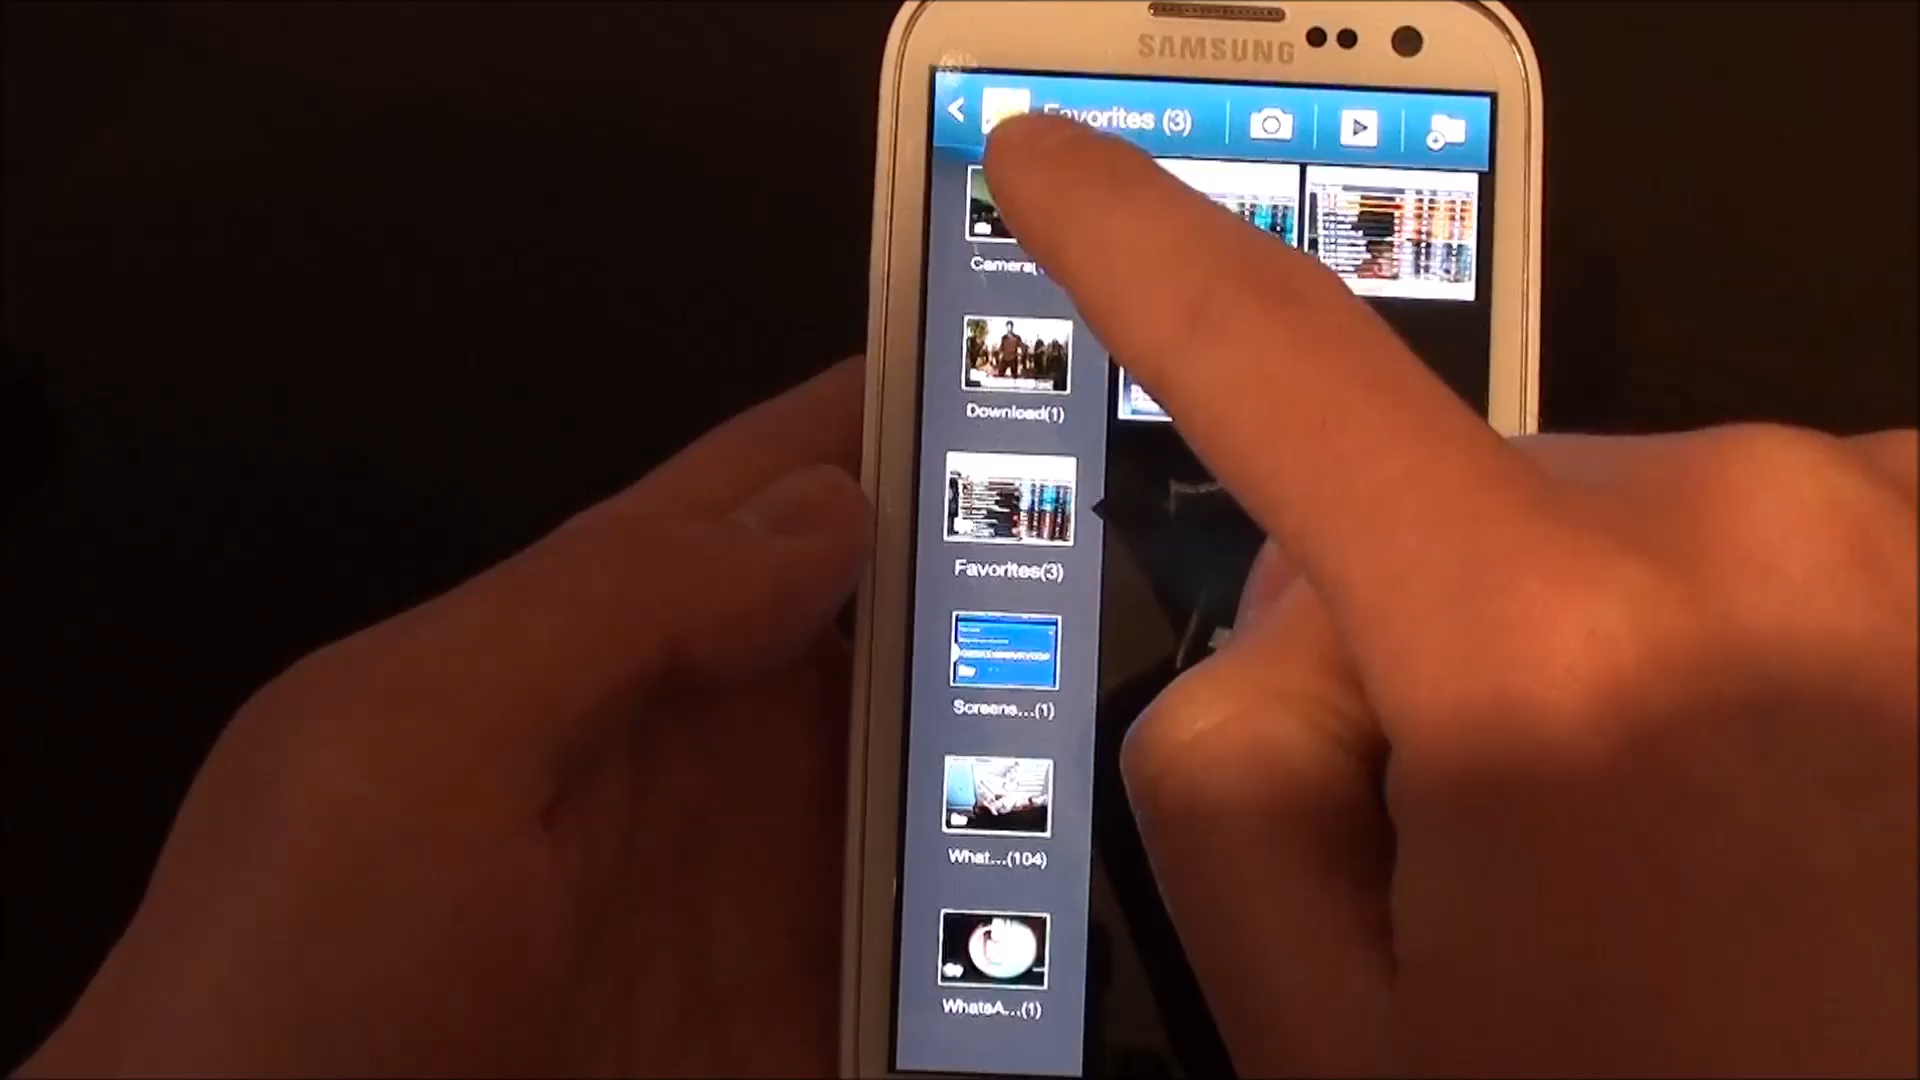 SAMSUNG
Favorites (3)
Camera(
Download(1)
Favorites(3)
Screens...(1)
What...(104)
WhatsA...(1)